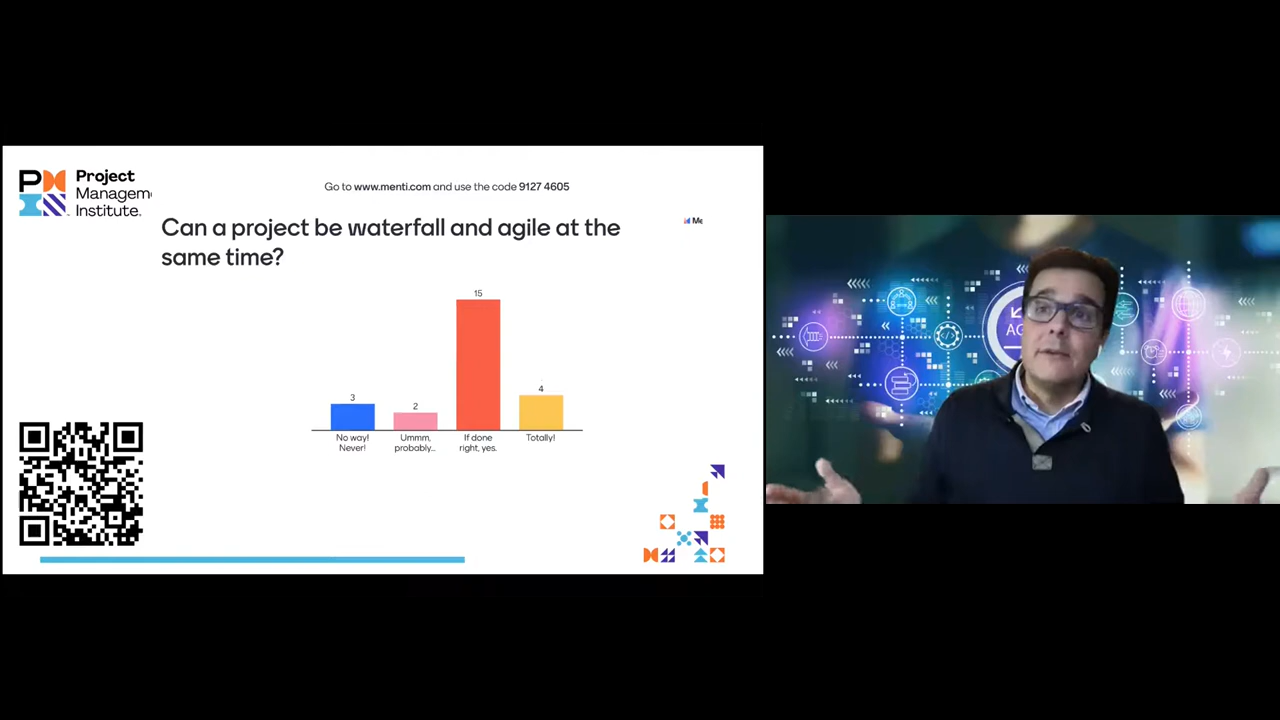 Project
Managem
Institute.
Go to www.menti.com and use the code 9127 4605
Can a project be waterfall and agile at the
same time?
Me
15
3
2
4
No way!
Never!
Ummm,
probably...
If done
right, yes.
Totally!
AG